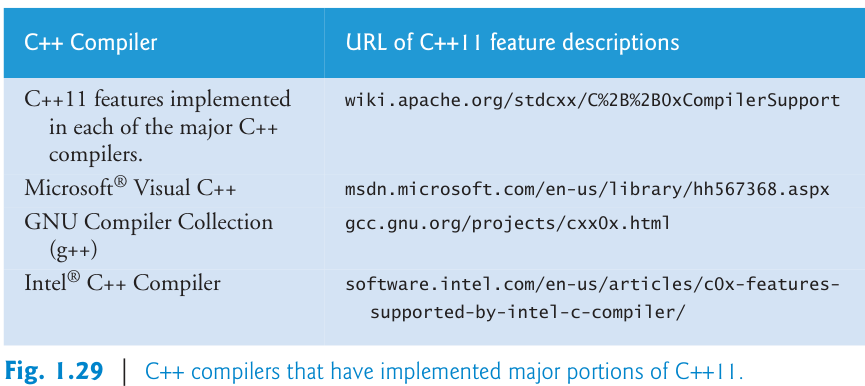 C++ Compiler
URL of C++11 feature descriptions
C++11 features implemented
in each of the major C++
compilers.
wiki.apache.org/stdcxx/C%2B%2B0xCompilerSupport
Microsoft® Visual C++
msdn.microsoft.com/en-us/library/hh567368.aspx
GNU Compiler Collection
(g++)
gcc.gnu.org/projects/cxx0x.html
Intel® C++ Compiler
software.intel.com/en-us/articles/c0x-features-
supported-by-intel-c-compiler/
Fig. 1.29 | C++ compilers that have implemented major portions of C++11.